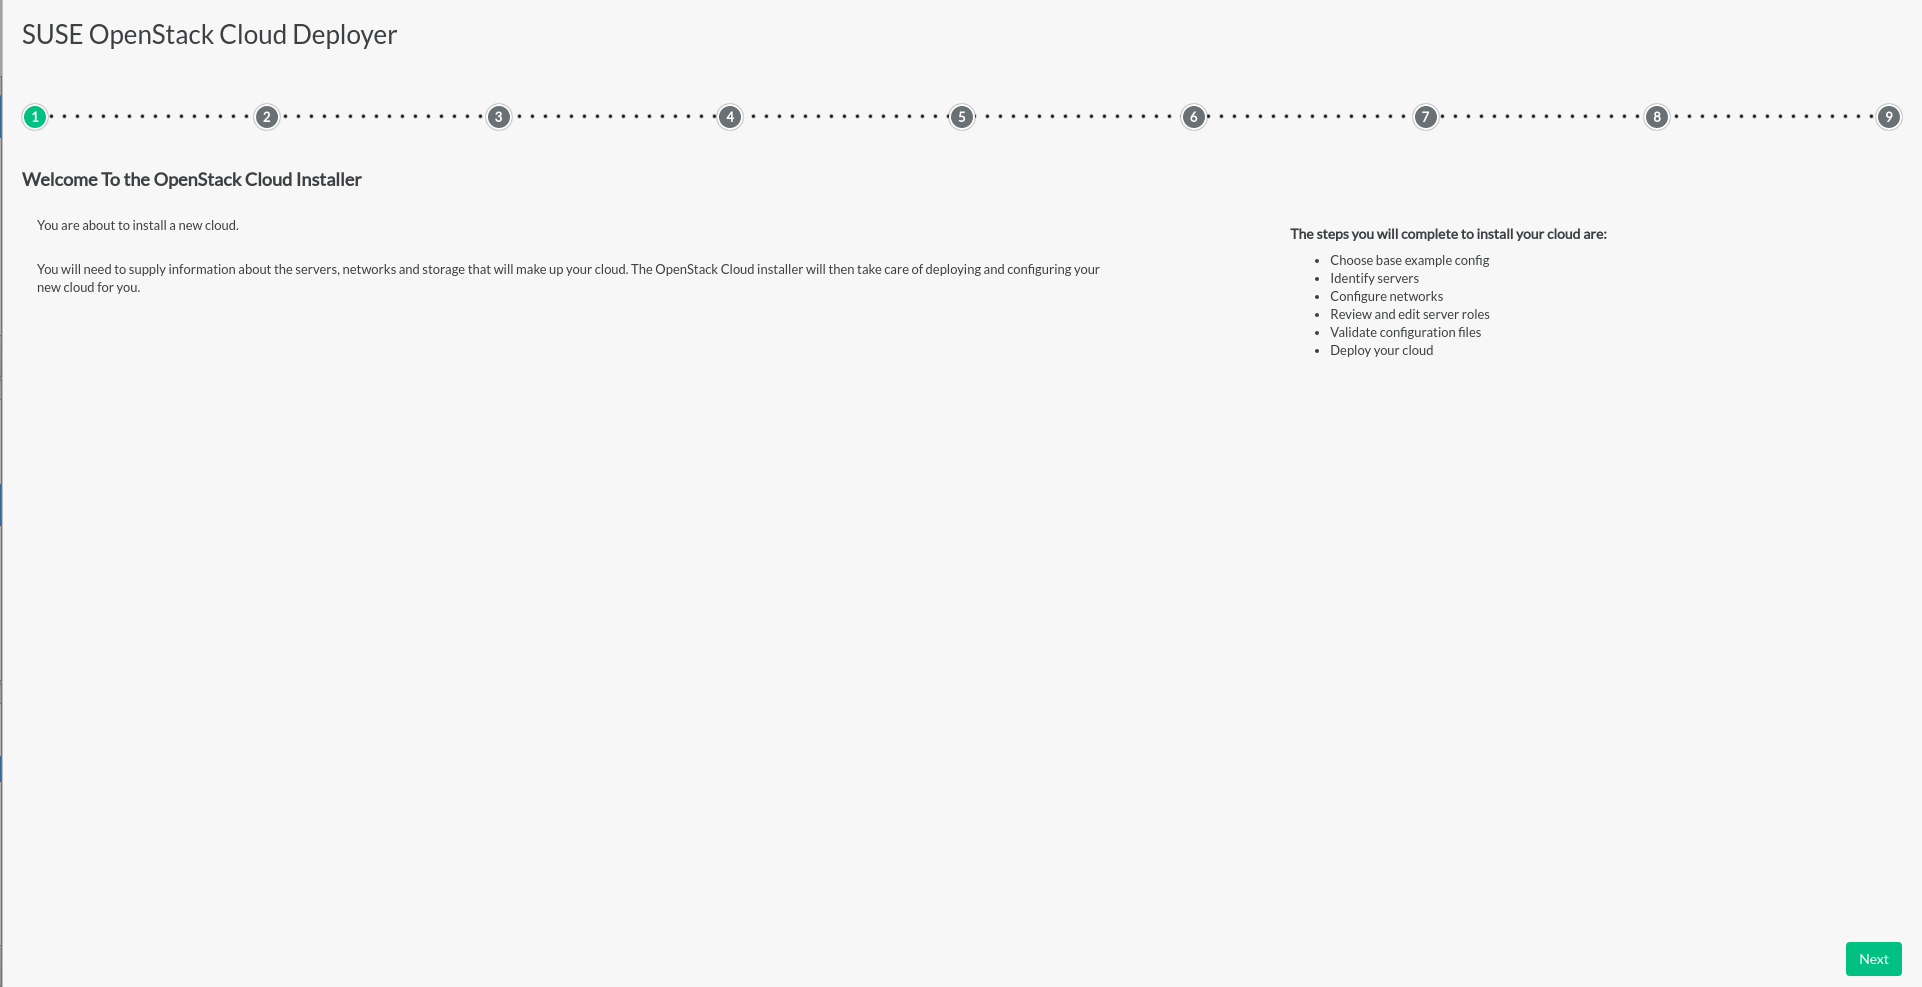 SUSE OpenStack Cloud Deployer
1 2 3 4 5 6 7 8 9
Welcome To the OpenStack Cloud Installer
You are about to install a new cloud.
You will need to supply information about the servers, networks and storage that will make up your cloud. The OpenStack Cloud installer will then take care of deploying and configuring your
new cloud for you.
The steps you will complete to install your cloud are:
• Choose base example config
• Identify servers
• Configure networks
• Review and edit server roles
• Validate configuration files
• Deploy your cloud
Next